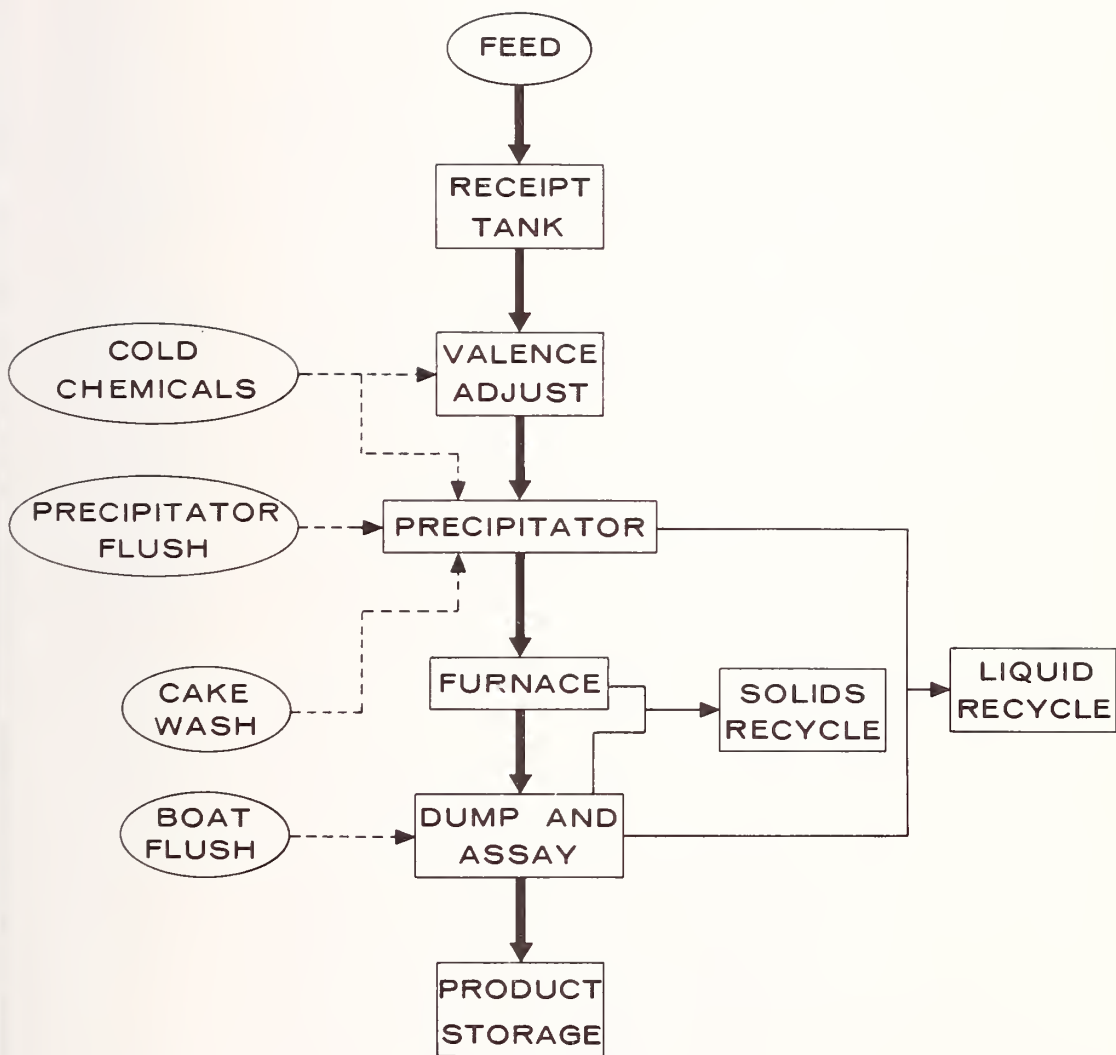 FEED
RECEIPT
TANK
COLD
CHEMICALS
VALENCE
ADJUST
PRECIPITATOR
FLUSH
PRECIPITATOR
CAKE
WASH
FURNACE
SOLIDS
RECYCLE
LIQUID
RECYCLE
BOAT
FLUSH
DUMP AND
ASSAY
PRODUCT
STORAGE